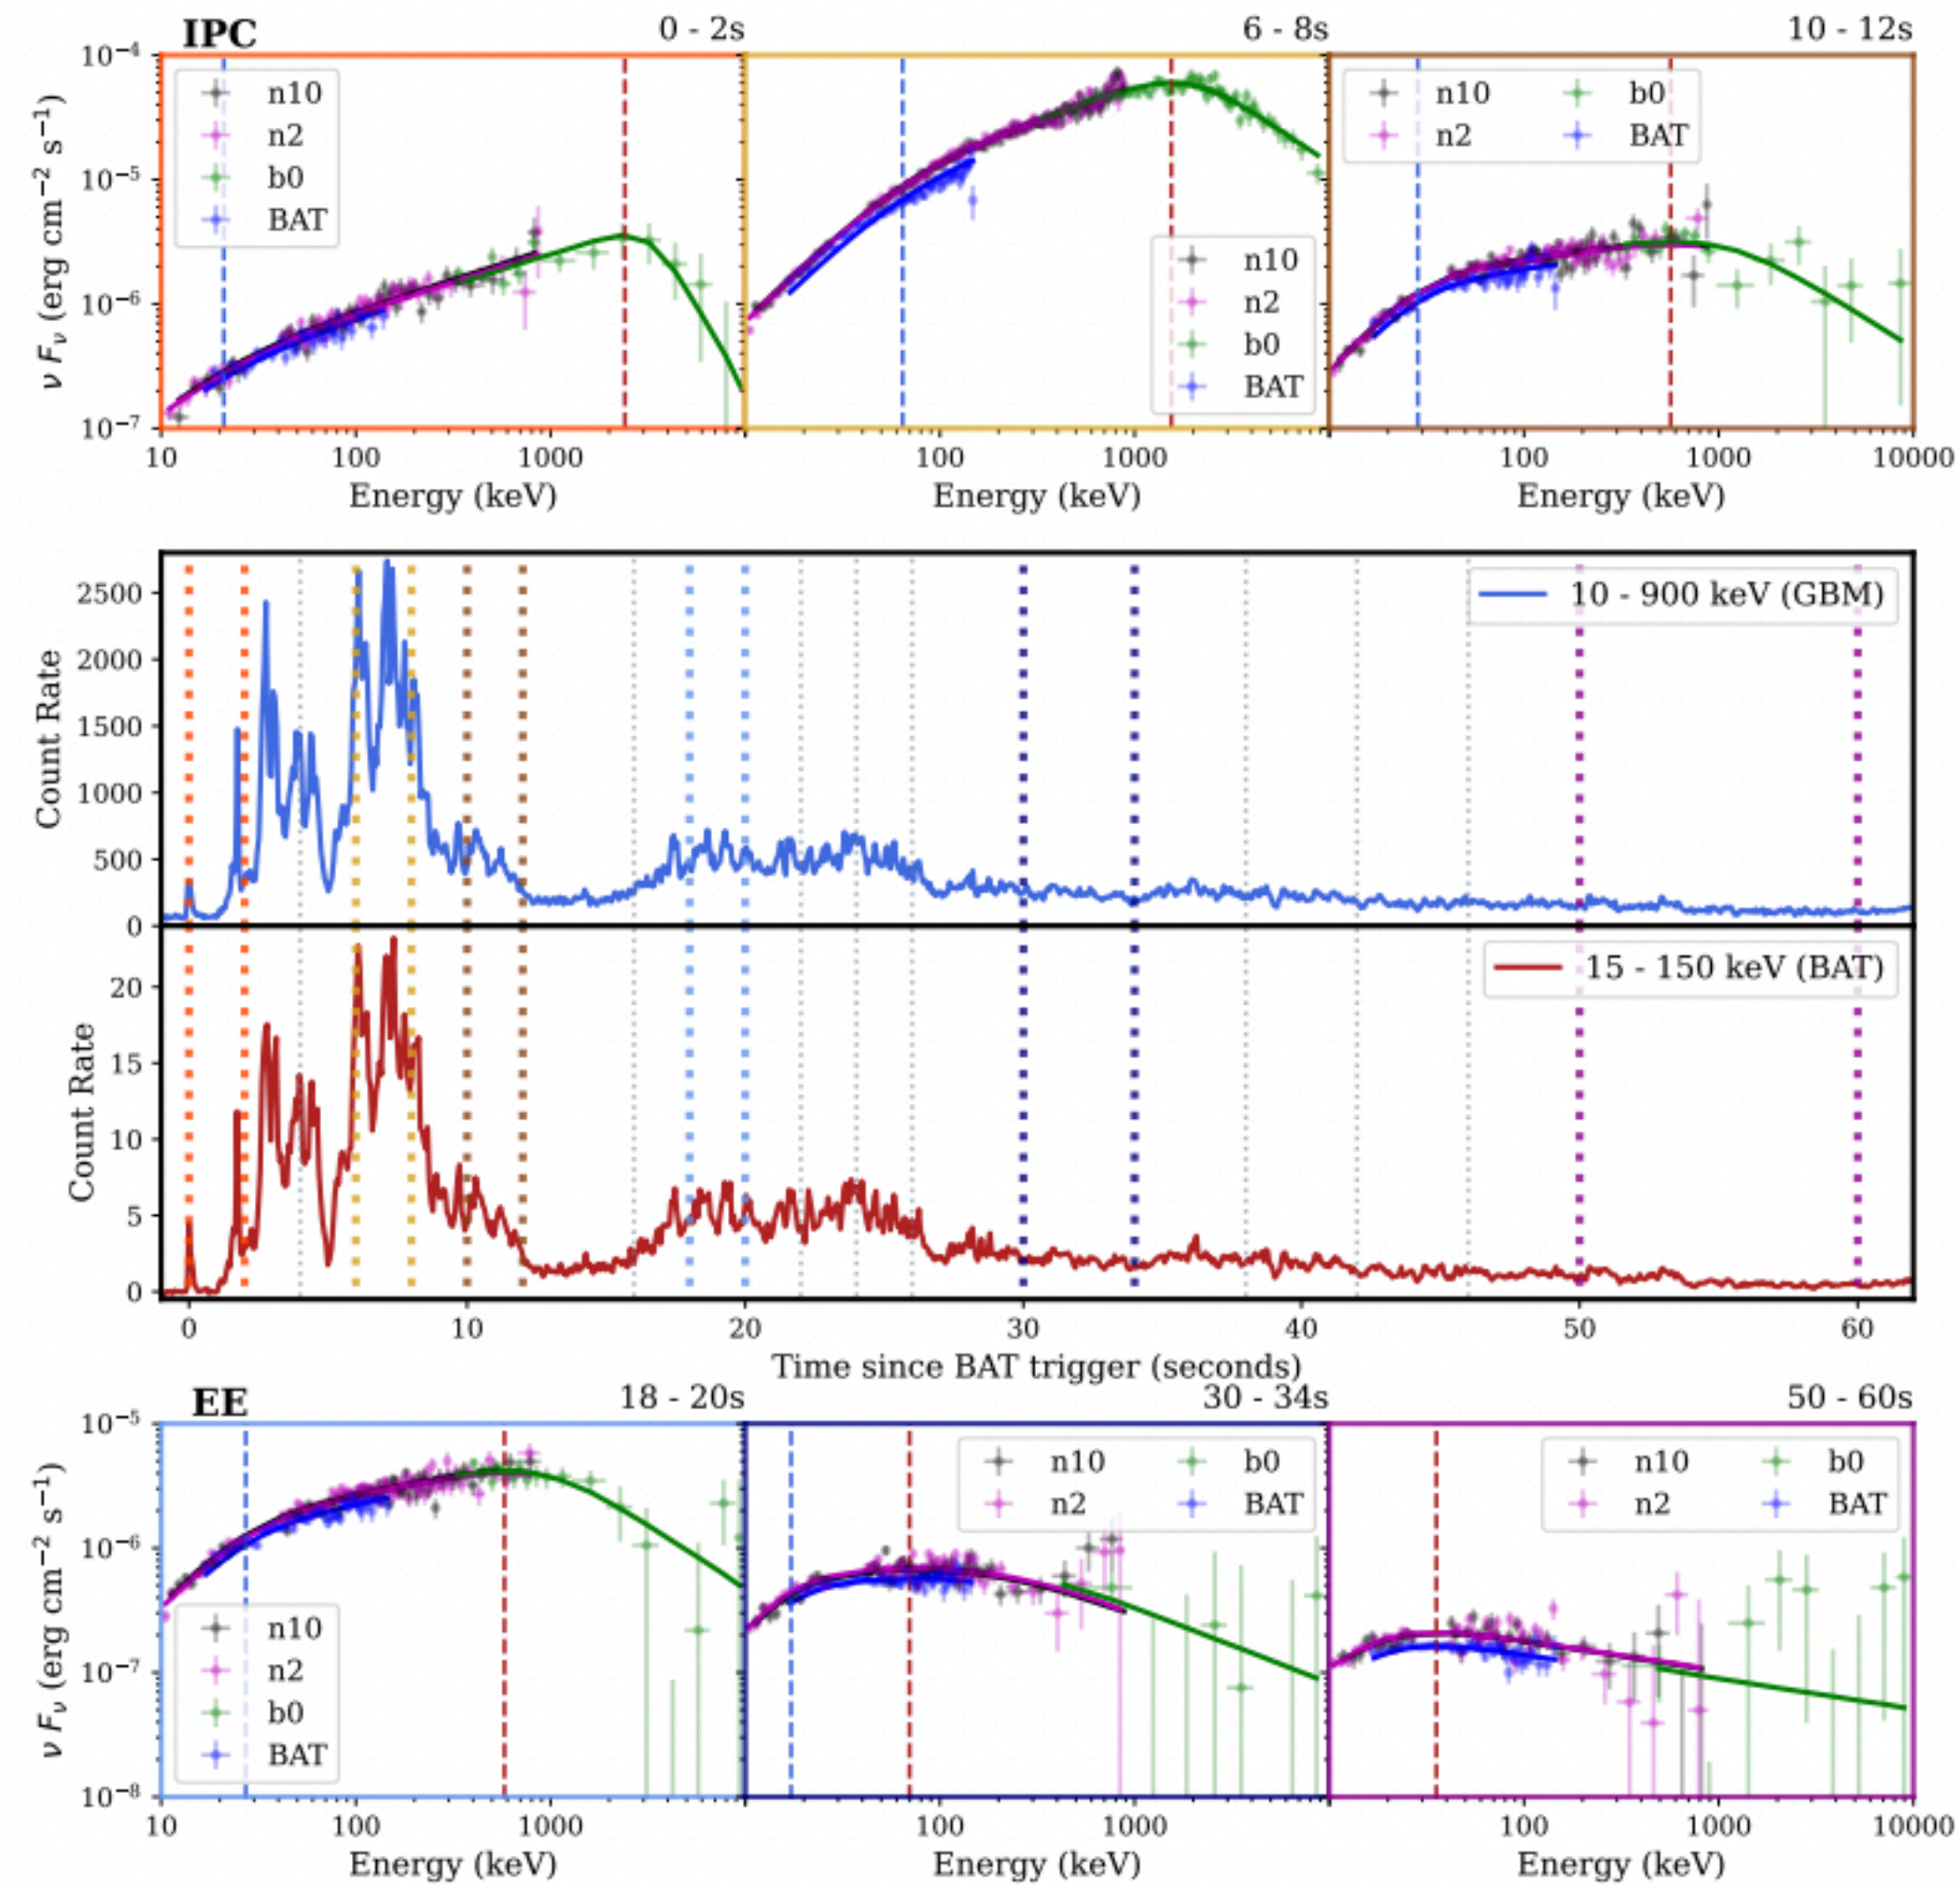 IPC 0 - 2s 6 - 8s 10 - 12s
10⁻⁴
10⁻⁵
10⁻⁶
10⁻⁷
ν Fν (erg cm⁻² s⁻¹)
n10
n2
b0
BAT
n10
n2
b0
BAT
n10 b0
n2 BAT
10 100 1000 100 1000 100 1000 10000
Energy (keV) Energy (keV) Energy (keV)
2500
2000
1500
1000
500
0
Count Rate
10 - 900 keV (GBM)
20
15
10
5
0
Count Rate
15 - 150 keV (BAT)
0 10 20 30 40 50 60
Time since BAT trigger (seconds)
EE 18 - 20s 30 - 34s 50 - 60s
10⁻⁵
10⁻⁶
10⁻⁷
10⁻⁸
ν Fν (erg cm⁻² s⁻¹)
n10
n2
b0
BAT
n10 b0
n2 BAT
n10 b0
n2 BAT
10 100 1000 100 1000 100 1000 10000
Energy (keV) Energy (keV) Energy (keV)